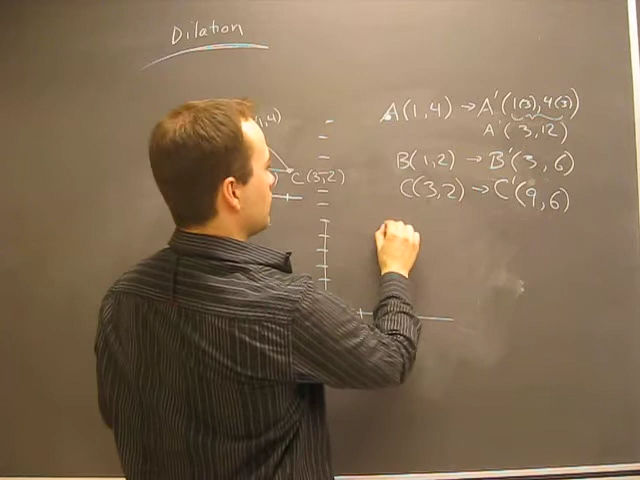 Dilation
,4)
C(3,2)
A(1,4) → A'(1(3),4(3))
A'(3,12)
B(1,2) → B'(3,6)
C(3,2) → C'(9,6)